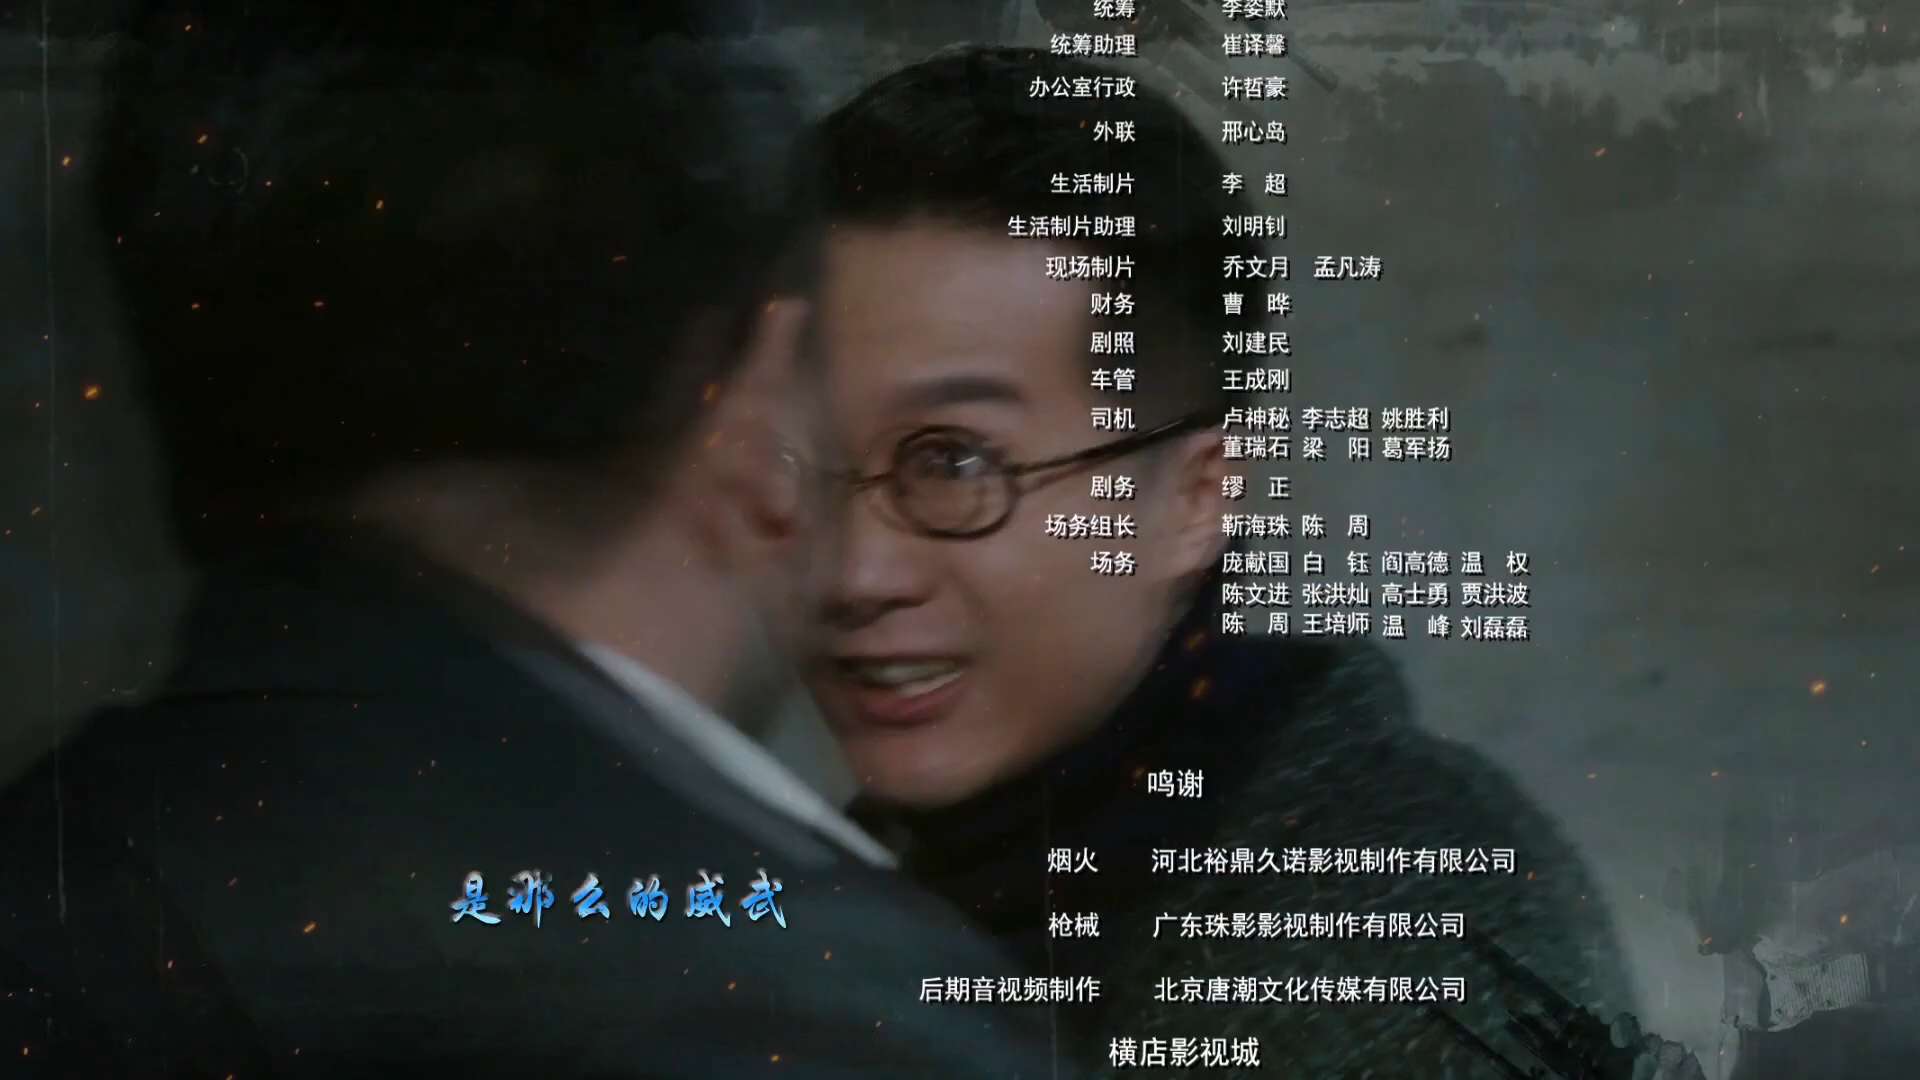 统筹 李姿默
统筹助理 崔译馨
办公室行政 许哲豪
外联 邢心岛
生活制片 李 超
生活制片助理 刘明钊
现场制片 乔文月 孟凡涛
财务 曹 晔
剧照 刘建民
车管 王成刚
司机 卢神秘 李志超 姚胜利
董瑞石 梁 阳 葛军扬
剧务 缪 正
场务组长 靳海珠 陈 周
场务 庞献国 白 钰 阎高德 温 权
陈文进 张洪灿 高士勇 贾洪波
陈 周 王培师 温 峰 刘磊磊
鸣谢
烟火 河北裕鼎久诺影视制作有限公司
是那么的威武
枪械 广东珠影影视制作有限公司
后期音视频制作 北京唐潮文化传媒有限公司
横店影视城